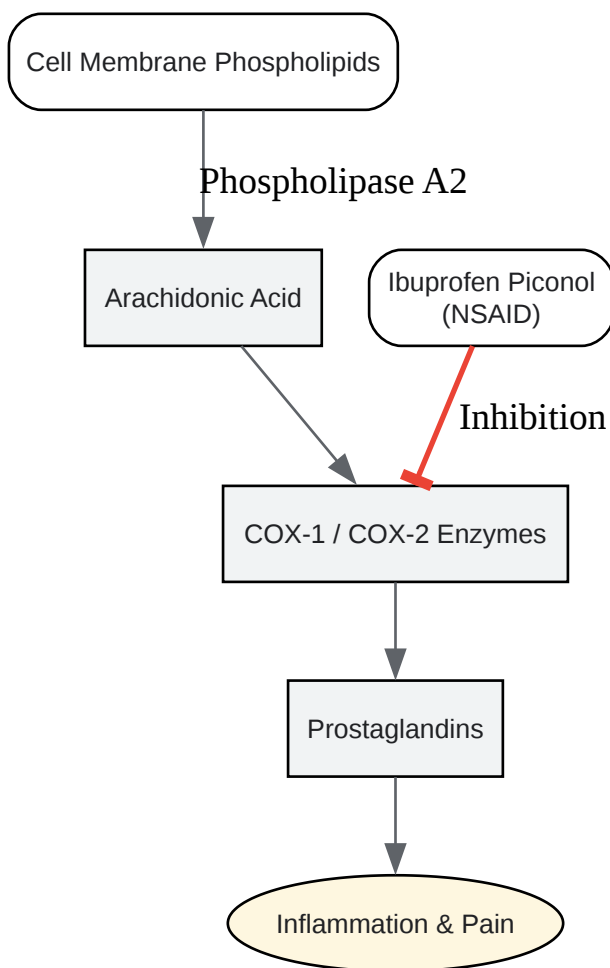 Cell Membrane Phospholipids
Phospholipase A2
Arachidonic Acid
Ibuprofen Piconol
(NSAID)
Inhibition
COX-1 / COX-2 Enzymes
Prostaglandins
Inflammation & Pain